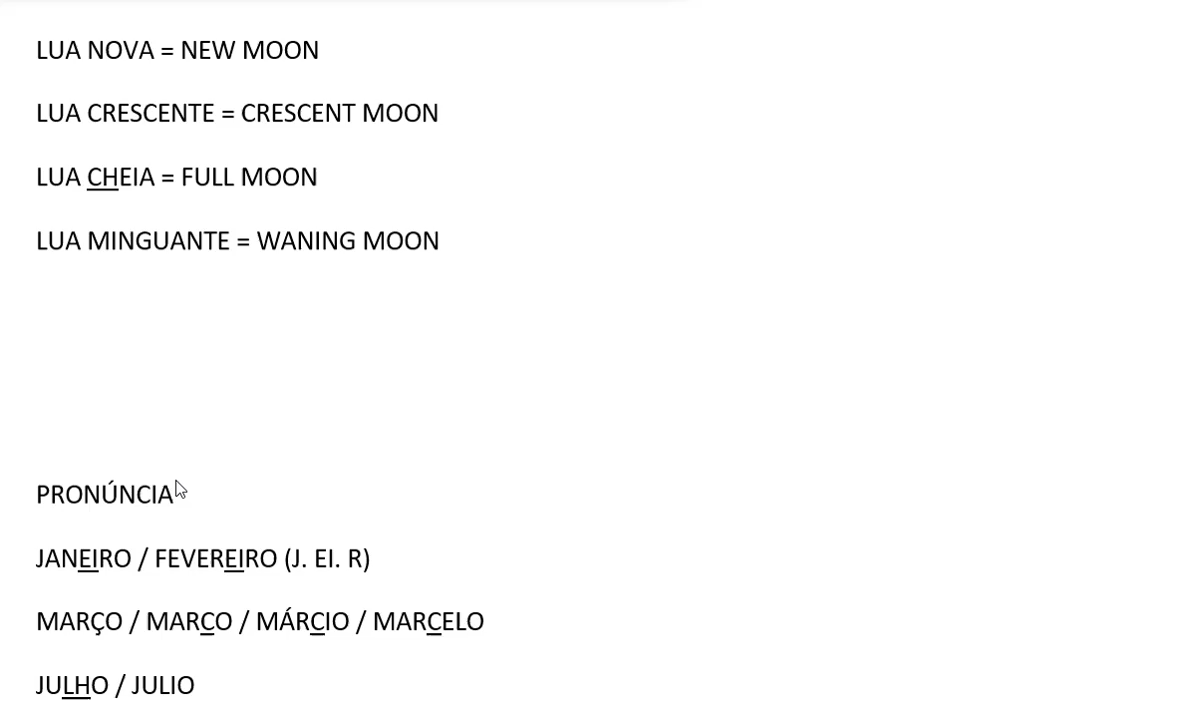 LUA NOVA = NEW MOON
LUA CRESCENTE = CRESCENT MOON
LUA CHEIA = FULL MOON
LUA MINGUANTE = WANING MOON
PRONÚNCIA
JANEIRO / FEVEREIRO (J. EI. R)
MARÇO / MARCO / MÁRCIO / MARCELO
JULHO / JULIO